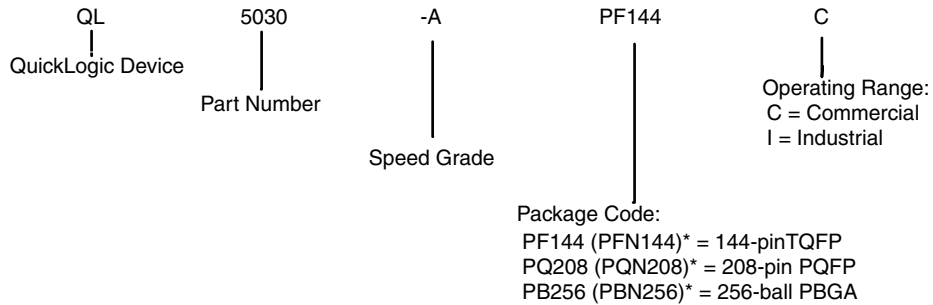 QL 5030 -A PF144 C
QuickLogic Device
Part Number
Speed Grade
Operating Range:
C = Commercial
I = Industrial
Package Code:
PF144 (PFN144)* = 144-pinTQFP
PQ208 (PQN208)* = 208-pin PQFP
PB256 (PBN256)* = 256-ball PBGA